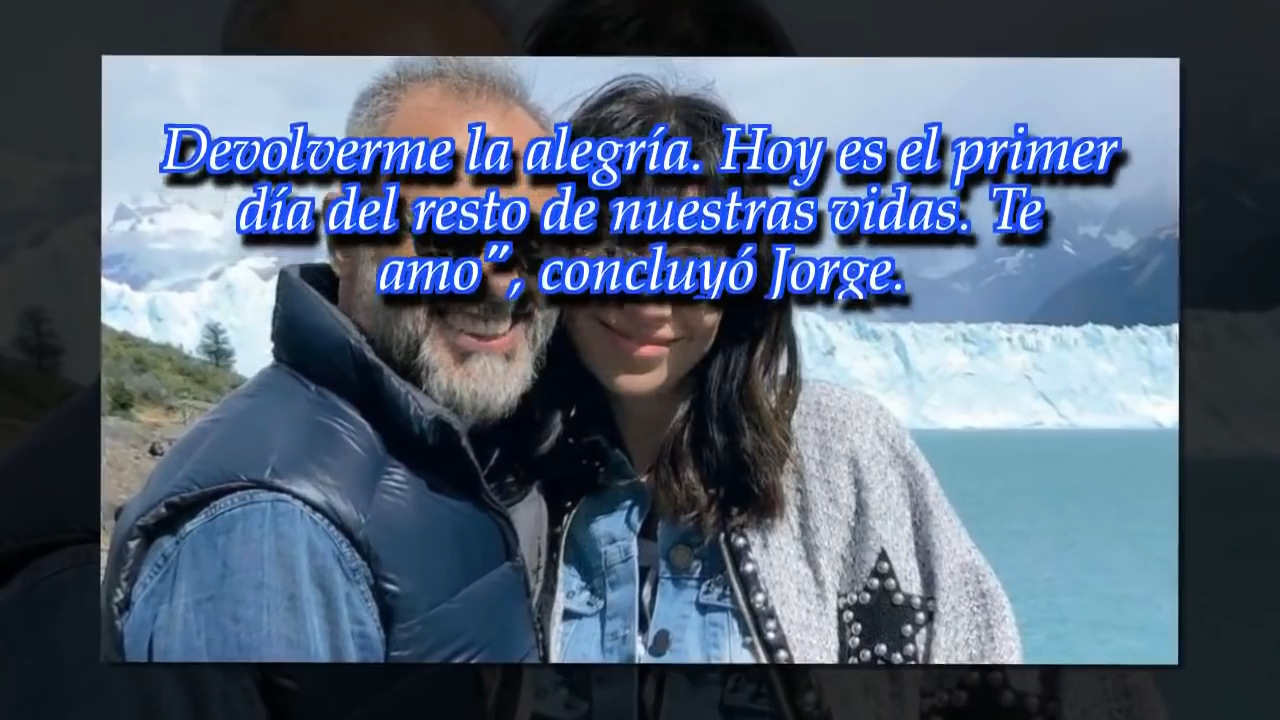 Devolverme la alegría. Hoy es el primer
día del resto de nuestras vidas. Te
amo”, concluyó Jorge.